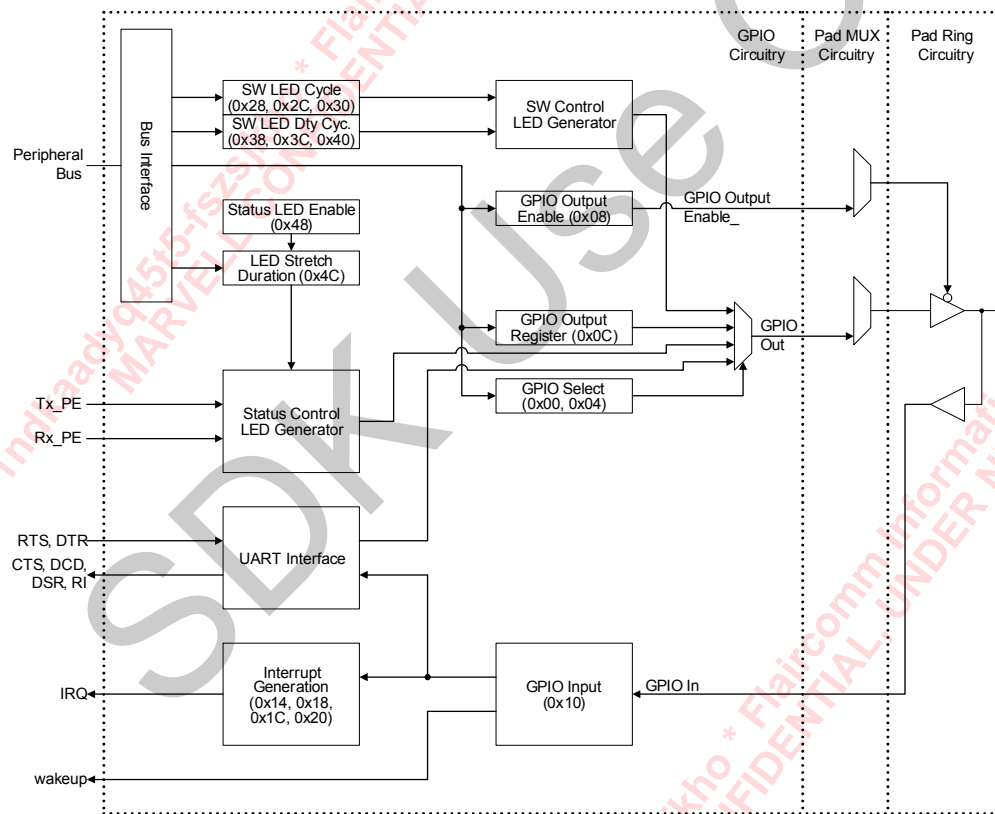 GPIO
Circuitry
Pad MUX
Circuitry
Pad Ring
Circuitry
Bus Interface
Peripheral
Bus
SW LED Cycle
(0x28, 0x2C, 0x30)
SW LED Dty Cyc.
(0x38, 0x3C, 0x40)
SW Control
LED Generator
Status LED Enable
(0x48)
LED Stretch
Duration (0x4C)
GPIO Output
Enable (0x08)
GPIO Output
Enable_
GPIO Output
Register (0x0C)
GPIO
Out
GPIO Select
(0x00, 0x04)
Tx_PE
Rx_PE
Status Control
LED Generator
RTS, DTR
CTS, DCD,
DSR, RI
UART Interface
IRQ
Interrupt
Generation
(0x14, 0x18,
0x1C, 0x20)
GPIO Input
(0x10)
GPIO In
wakeup
SDK Use
MARVELL CONFIDENTIAL
* Flaircomm Informati